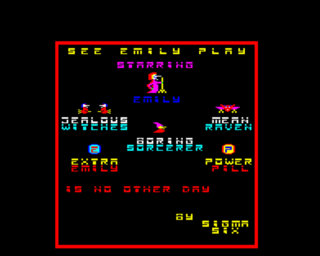 SEE EMILY PLAY
STARRING
EMILY
JEALOUS
WITCHES
MEAN
RAVEN
BORING
SORCERER
P
P
EXTRA
EMILY
POWER
PILL
IS NO OTHER DAY
BY
SIGMA
SIX